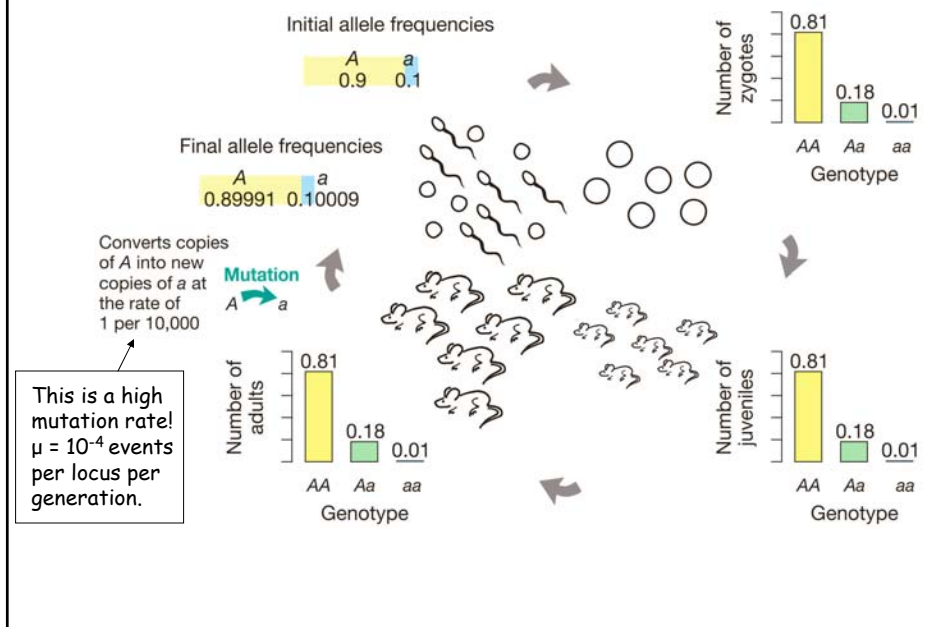 Initial allele frequencies
A a
0.9 0.1
Number of
zygotes
0.81
0.18
0.01
AA Aa aa
Genotype
Final allele frequencies
A a
0.89991 0.10009
Converts copies
of A into new
copies of a at
the rate of
1 per 10,000
Mutation
A a
This is a high
mutation rate!
μ = 10⁻⁴ events
per locus per
generation.
Number of
adults
0.81
0.18
0.01
AA Aa aa
Genotype
Number of
juveniles
0.81
0.18
0.01
AA Aa aa
Genotype